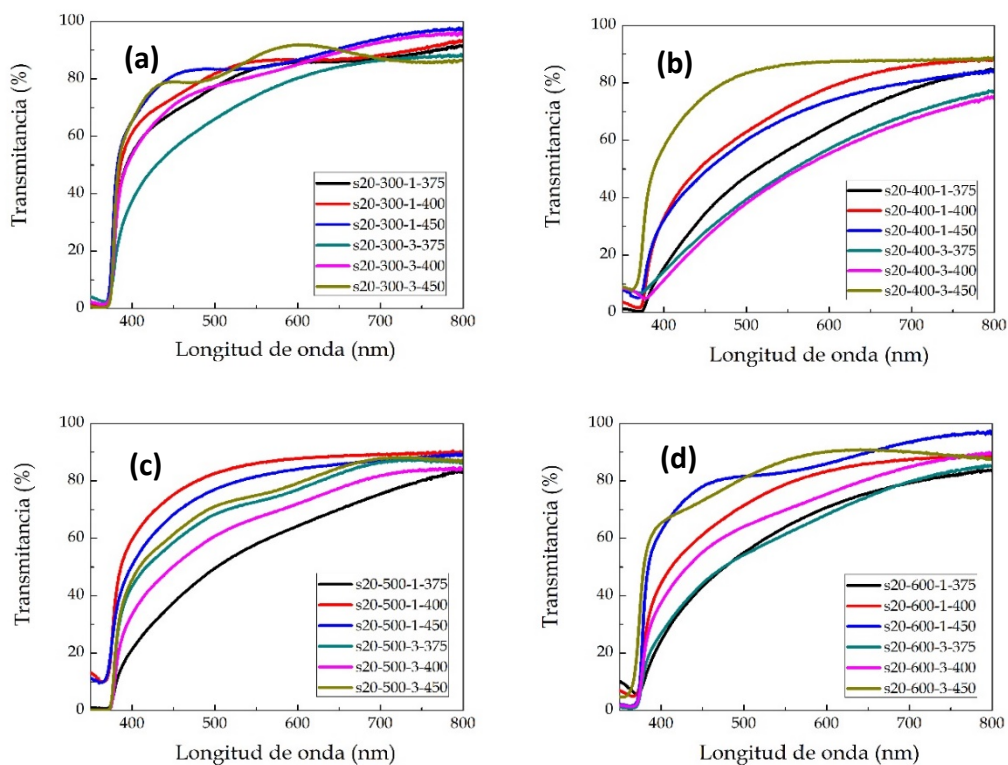 (a)
Transmitancia (%)
100
80
60
40
20
0
400 500 600 700 800
Longitud de onda (nm)
s20-300-1-375
s20-300-1-400
s20-300-1-450
s20-300-3-375
s20-300-3-400
s20-300-3-450
(b)
Transmitancia (%)
100
80
60
40
20
0
400 500 600 700 800
Longitud de onda (nm)
s20-400-1-375
s20-400-1-400
s20-400-1-450
s20-400-3-375
s20-400-3-400
s20-400-3-450
(c)
Transmitancia (%)
100
80
60
40
20
0
400 500 600 700 800
Longitud de onda (nm)
s20-500-1-375
s20-500-1-400
s20-500-1-450
s20-500-3-375
s20-500-3-400
s20-500-3-450
(d)
Transmitancia (%)
100
80
60
40
20
0
400 500 600 700 800
Longitud de onda (nm)
s20-600-1-375
s20-600-1-400
s20-600-1-450
s20-600-3-375
s20-600-3-400
s20-600-3-450